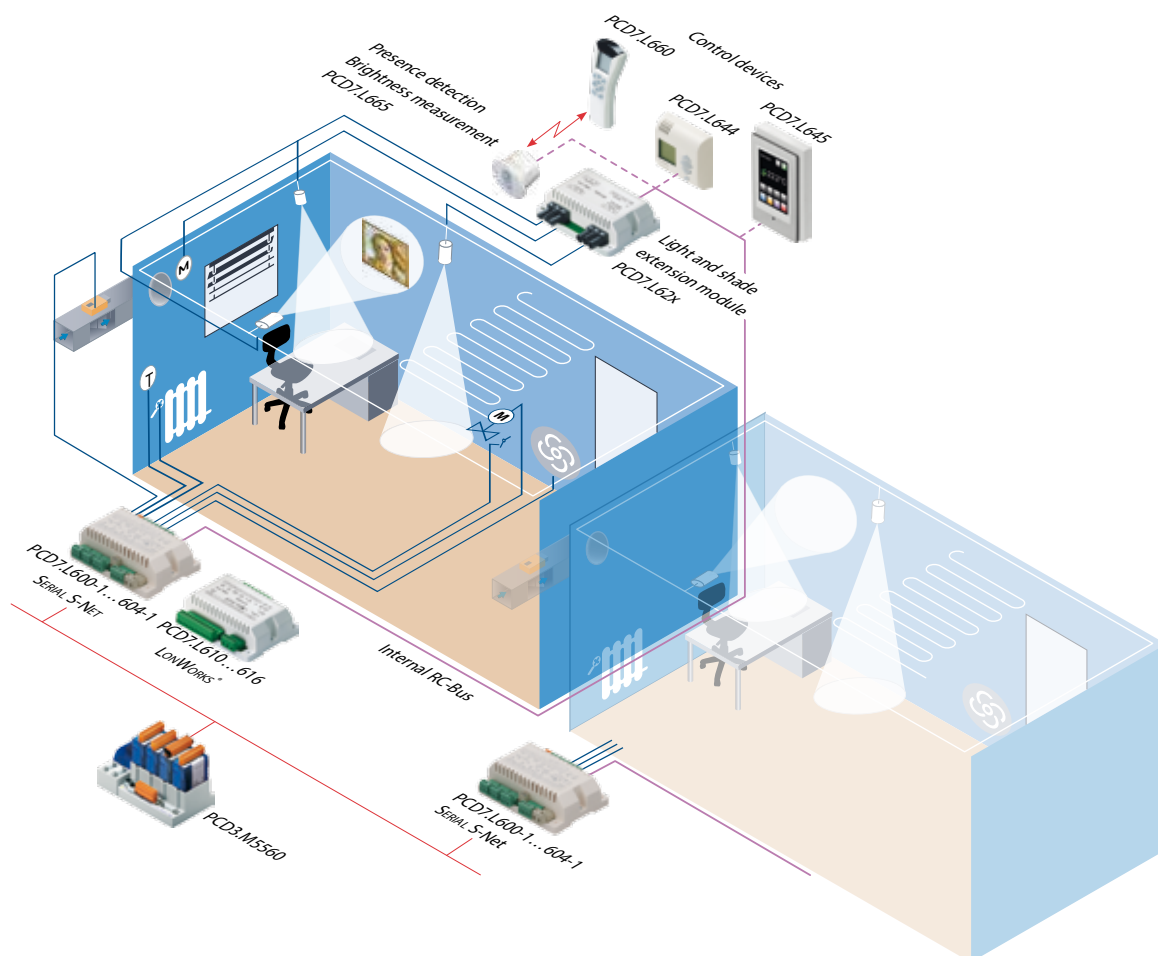 PCD7.L660
Control devices
Presence detection
Brightness measurement
PCD7.L665
PCD7.L644
PCD7.L645
Light and shade
extension module
PCD7.L62x
M
T
M
PCD7.L600-1...604-1
SERIAL S-NET
PCD7.L610...616
LONWORKS®
Internal RC-Bus
PCD3.M5560
PCD7.L600-1...604-1
SERIAL S-Net